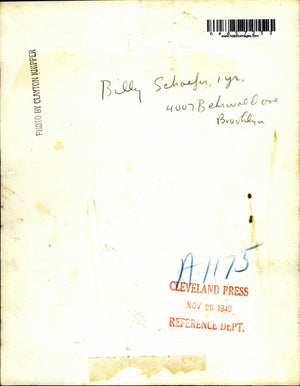 PHOTO BY CLAYTON KNIPPER
Billy Schaefer, 1 yr.
4007 Behrwald Ave
Brooklyn
A1175
CLEVELAND PRESS
NOV 26 1949
REFERENCE DEPT.